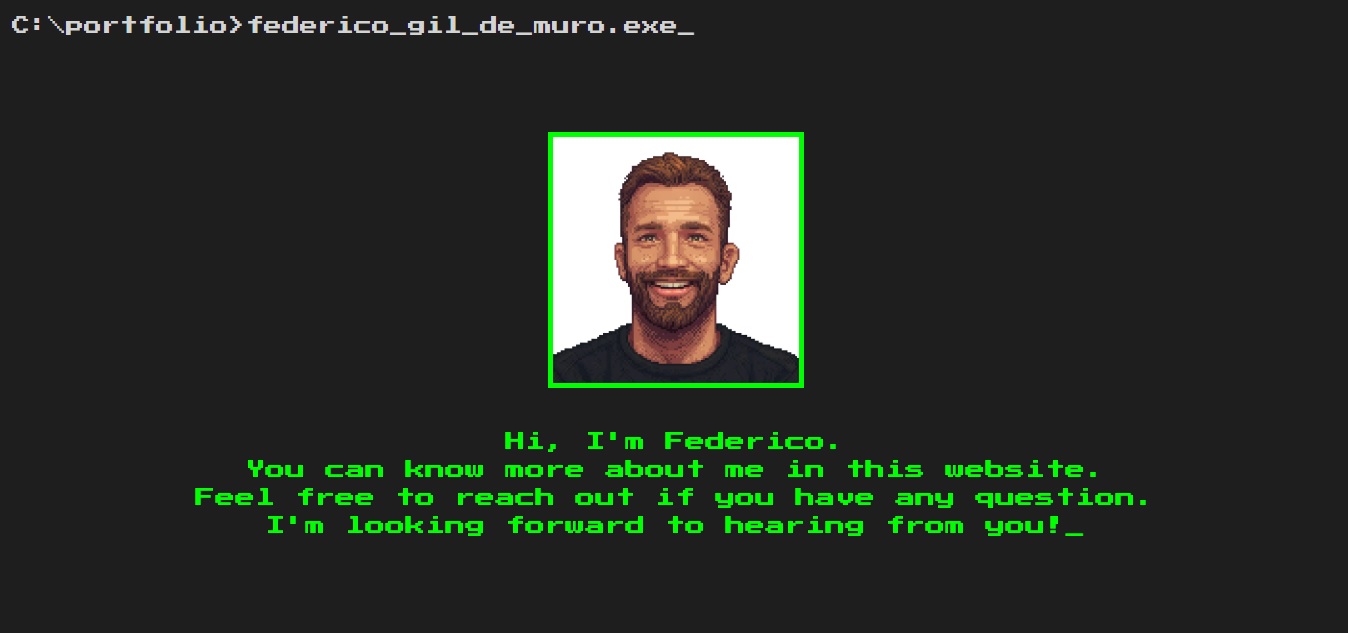 C:\portfolio>federico_gil_de_muro.exe_
Hi, I'm Federico.
You can know more about me in this website.
Feel free to reach out if you have any question.
I'm looking forward to hearing from you!_